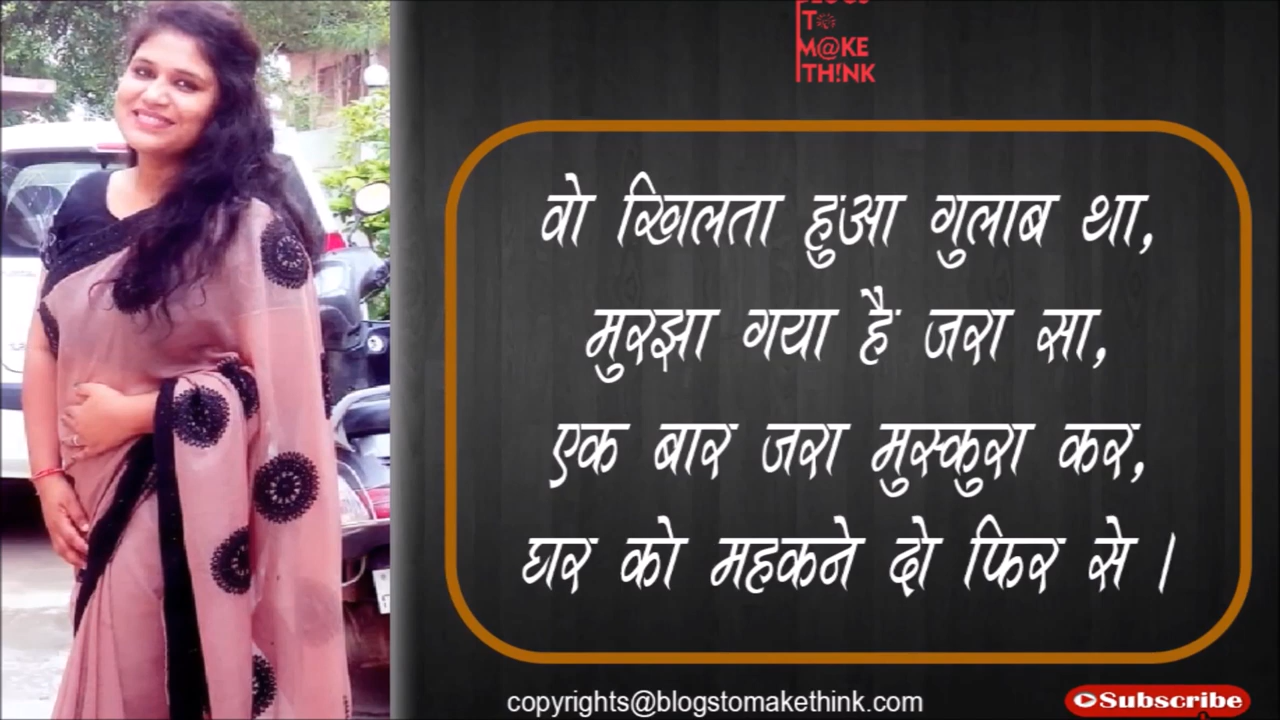 T
M@KE
TH!NK
वो खिलता हुआ गुलाब था,
मुरझा गया है जरा सा,
एक बार जरा मुस्कुरा कर,
घर को महकने दो फिर से ।
copyrights@blogstomakethink.com
Subscribe